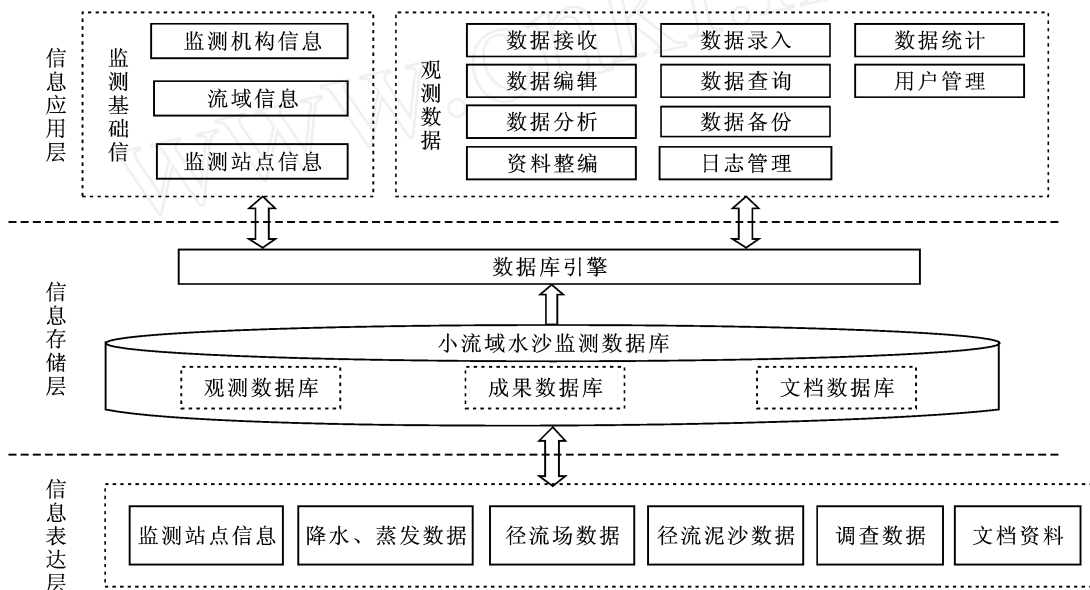 信息应用层
监测基础信
监测机构信息
流域信息
监测站点信息
观测数据
数据接收
数据录入
数据统计
数据编辑
数据查询
用户管理
数据分析
数据备份
资料整编
日志管理
信息存储层
数据库引擎
小流域水沙监测数据库
观测数据库
成果数据库
文档数据库
信息表达层
监测站点信息
降水、蒸发数据
径流场数据
径流泥沙数据
调查数据
文档资料